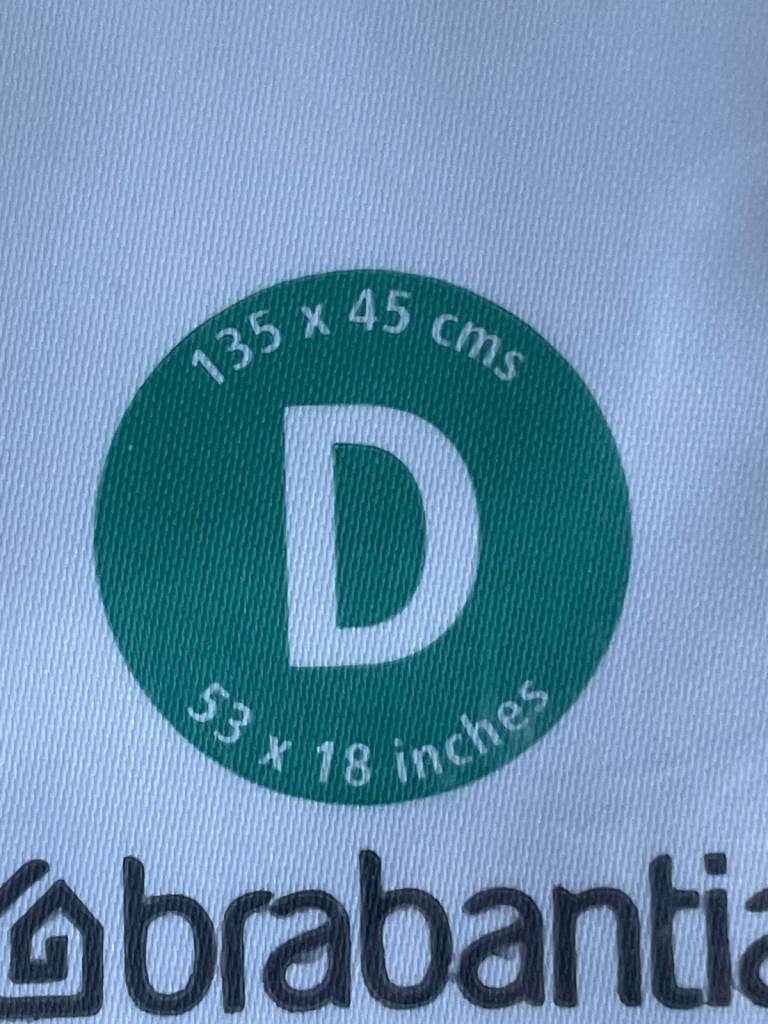 135 x 45 cms
D
53 x 18 inches
brabantia